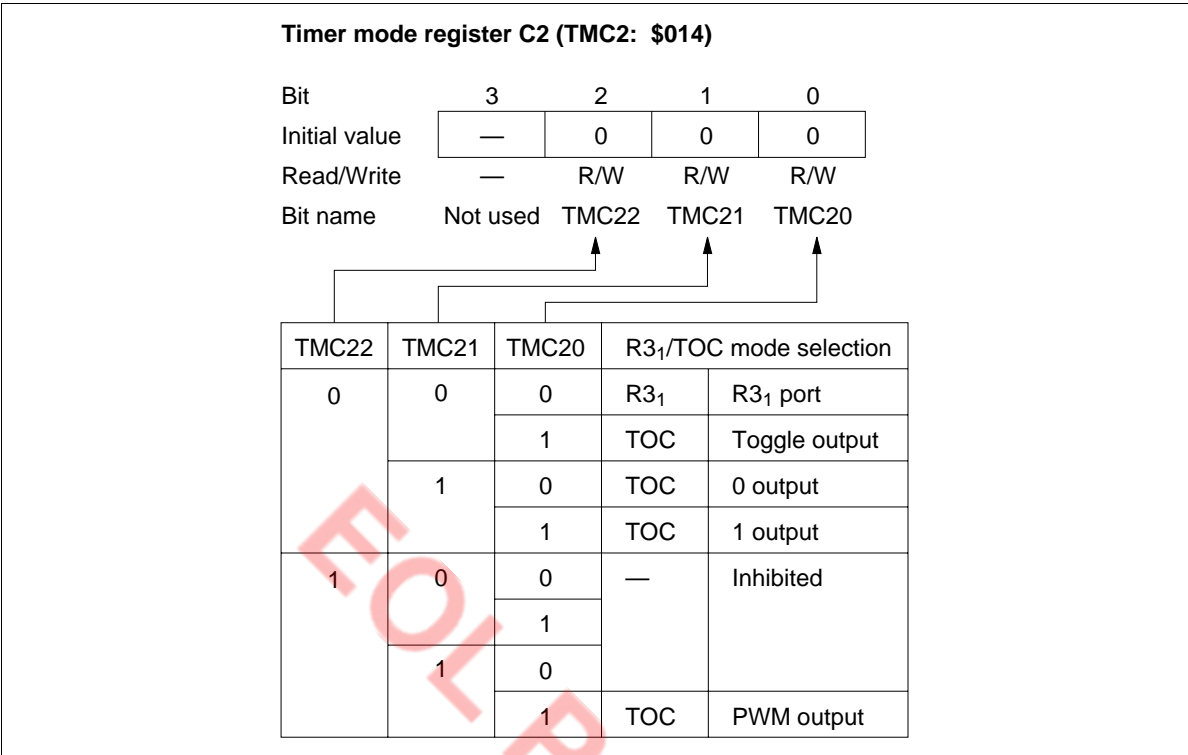 Timer mode register C2 (TMC2: $014)
Bit 3 2 1 0
Initial value — 0 0 0
Read/Write — R/W R/W R/W
Bit name Not used TMC22 TMC21 TMC20
TMC22 TMC21 TMC20 R3₁/TOC mode selection
0 0 0 R3₁ R3₁ port
1 TOC Toggle output
1 0 TOC 0 output
1 TOC 1 output
1 0 0 — Inhibited
1
1 0
1 TOC PWM output
EOL